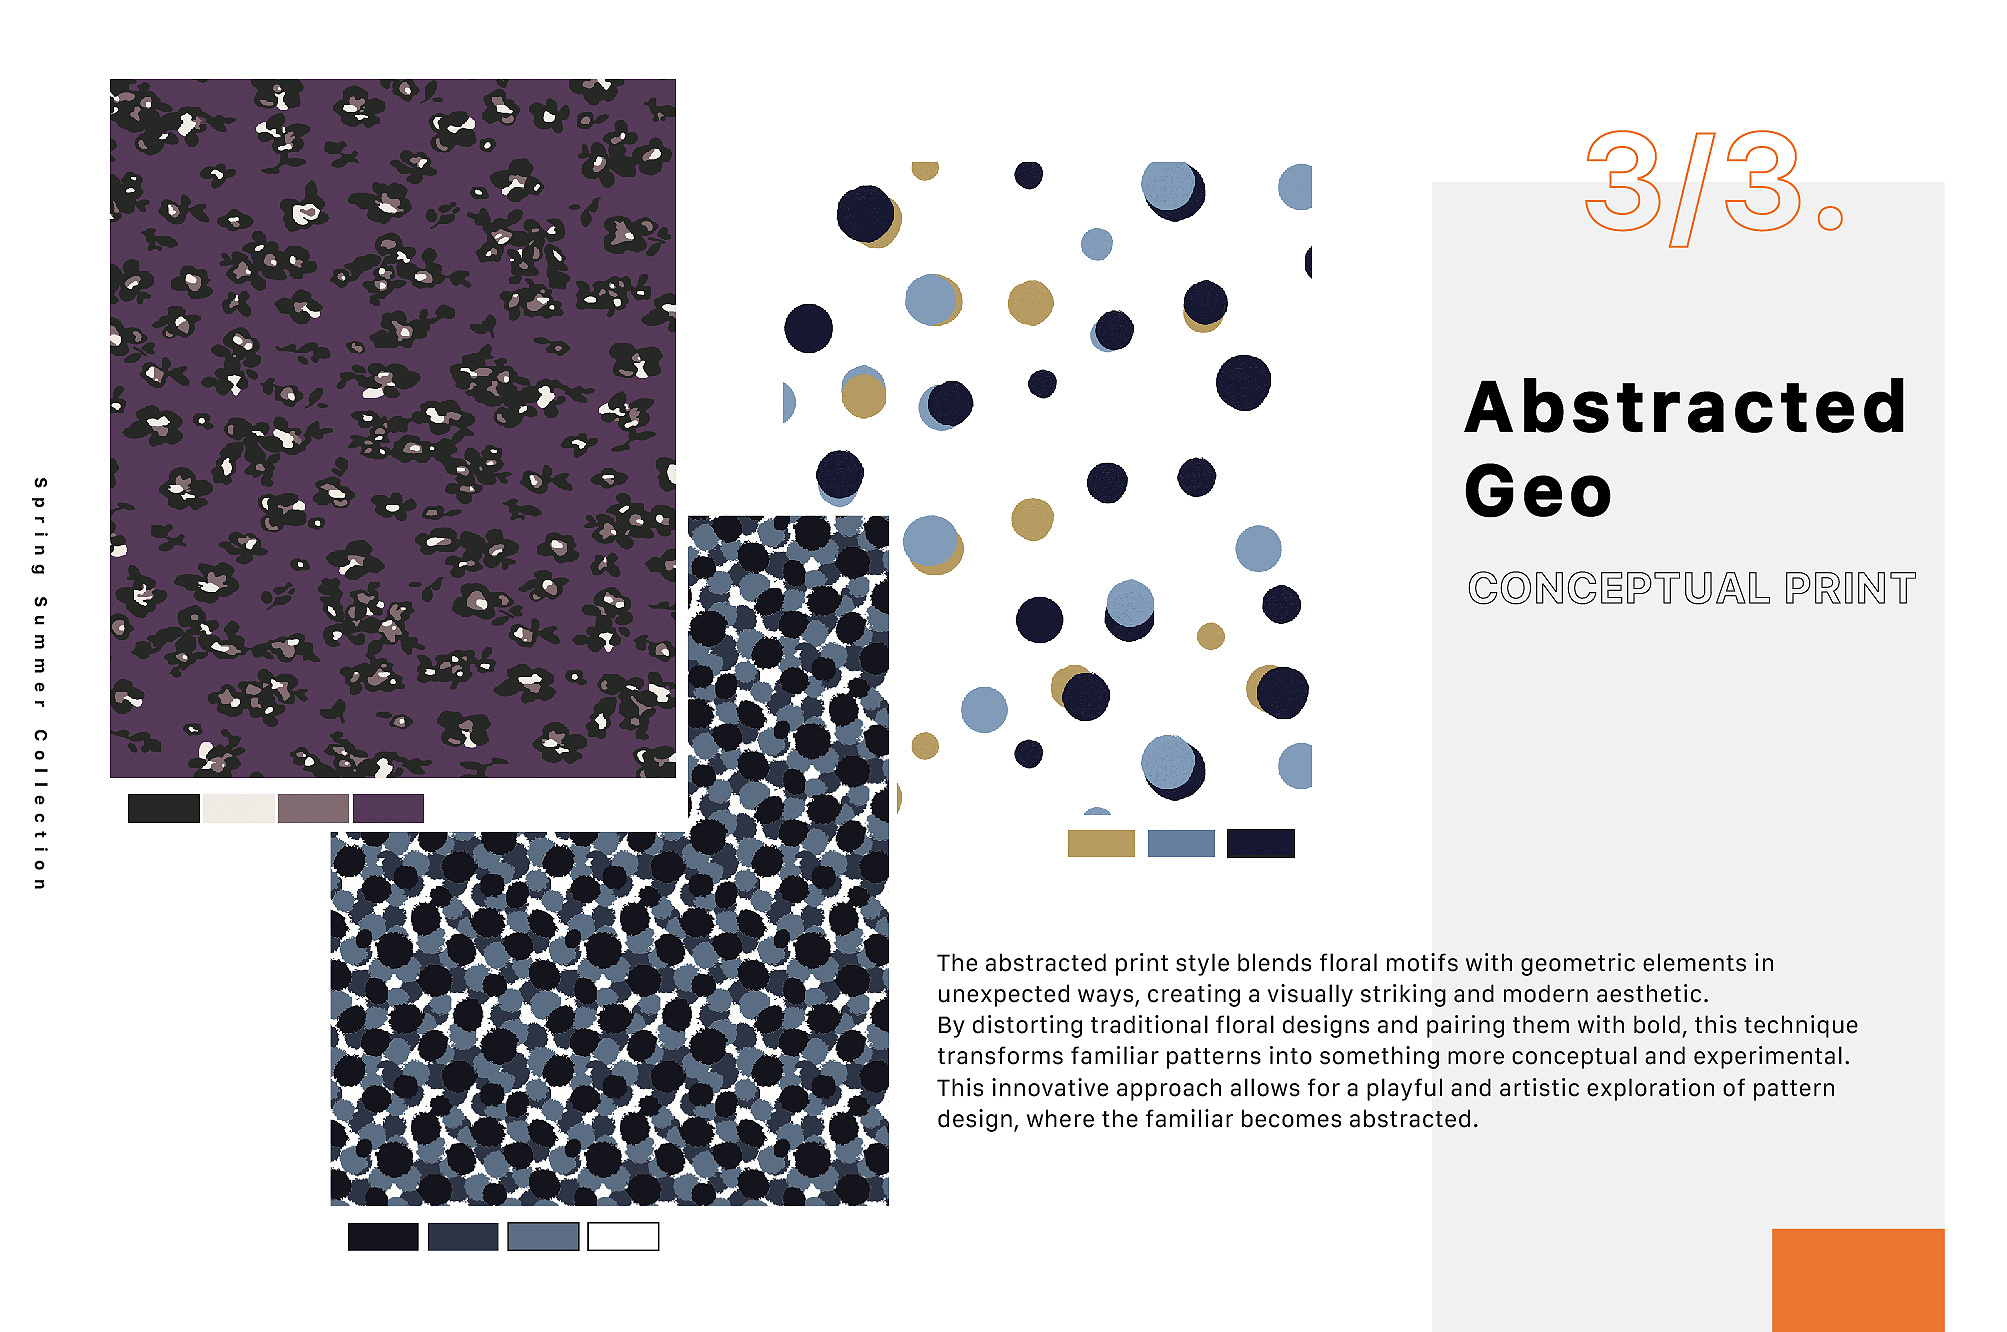 Spring Summer Collection
3/3.
Abstracted
Geo
CONCEPTUAL PRINT
The abstracted print style blends floral motifs with geometric elements in
unexpected ways, creating a visually striking and modern aesthetic.
By distorting traditional floral designs and pairing them with bold, this technique
transforms familiar patterns into something more conceptual and experimental.
This innovative approach allows for a playful and artistic exploration of pattern
design, where the familiar becomes abstracted.